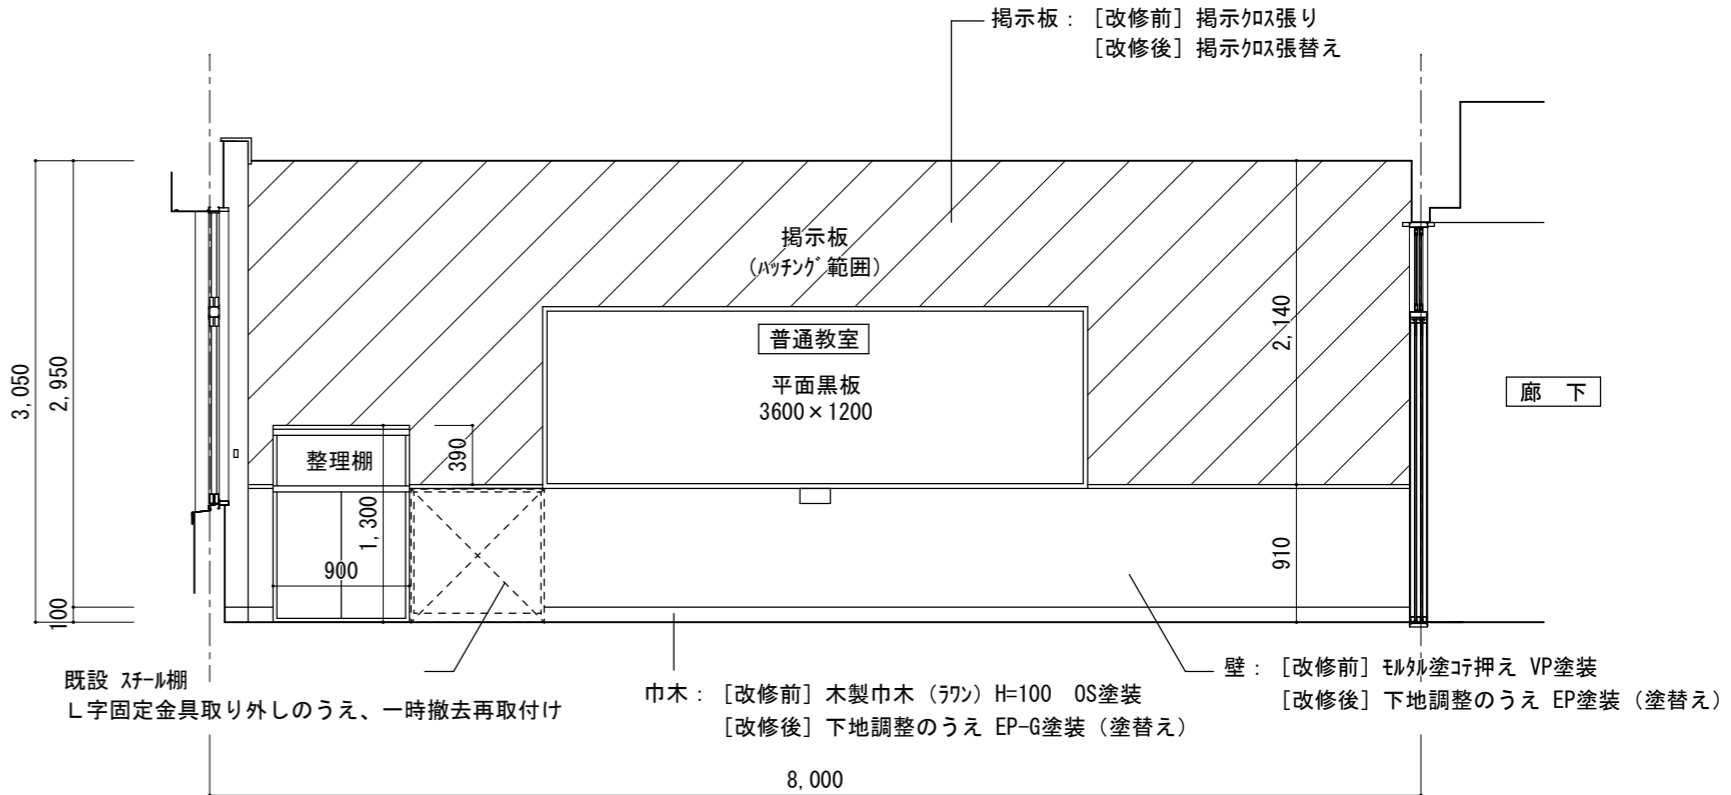 掲示板： ［改修前］ 掲示ｸﾛｽ張り
［改修後］ 掲示ｸﾛｽ張替え
掲示板
(ﾊｯﾁﾝｸﾞ範囲)
普通教室
平面黒板
3600×1200
廊　下
整理棚
390
1,300
900
2,140
910
3,050
2,950
100
既設 ｽﾁｰﾙ棚
Ｌ字固定金具取り外しのうえ、一時撤去再取付け
巾木： ［改修前］ 木製巾木（ﾗﾜﾝ）H=100　OS塗装
［改修後］ 下地調整のうえ EP-G塗装（塗替え）
壁： ［改修前］ ﾓﾙﾀﾙ塗ｺﾃ押え VP塗装
［改修後］ 下地調整のうえ EP塗装（塗替え）
8,000